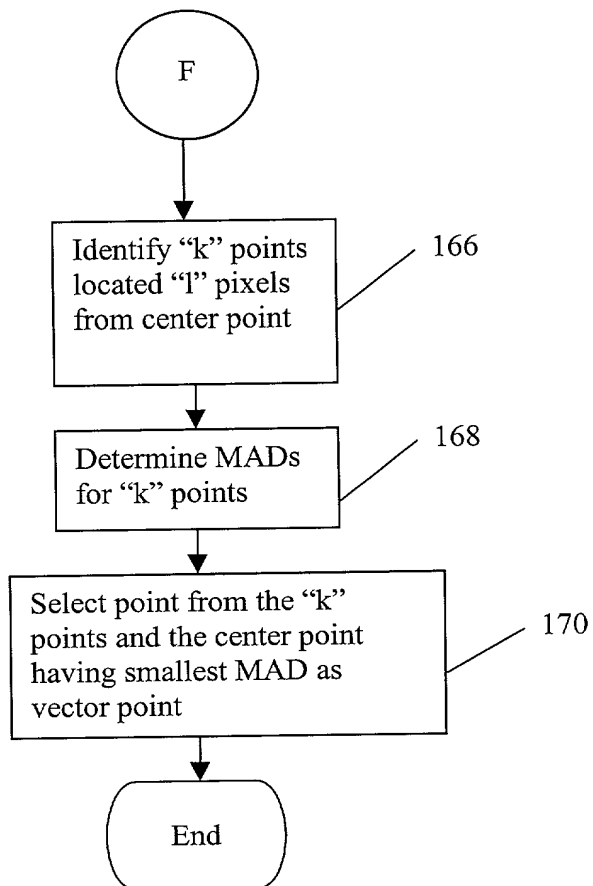 F
Identify “k” points
located “l” pixels
from center point
166
Determine MADs
for “k” points
168
Select point from the “k”
points and the center point
having smallest MAD as
vector point
170
End